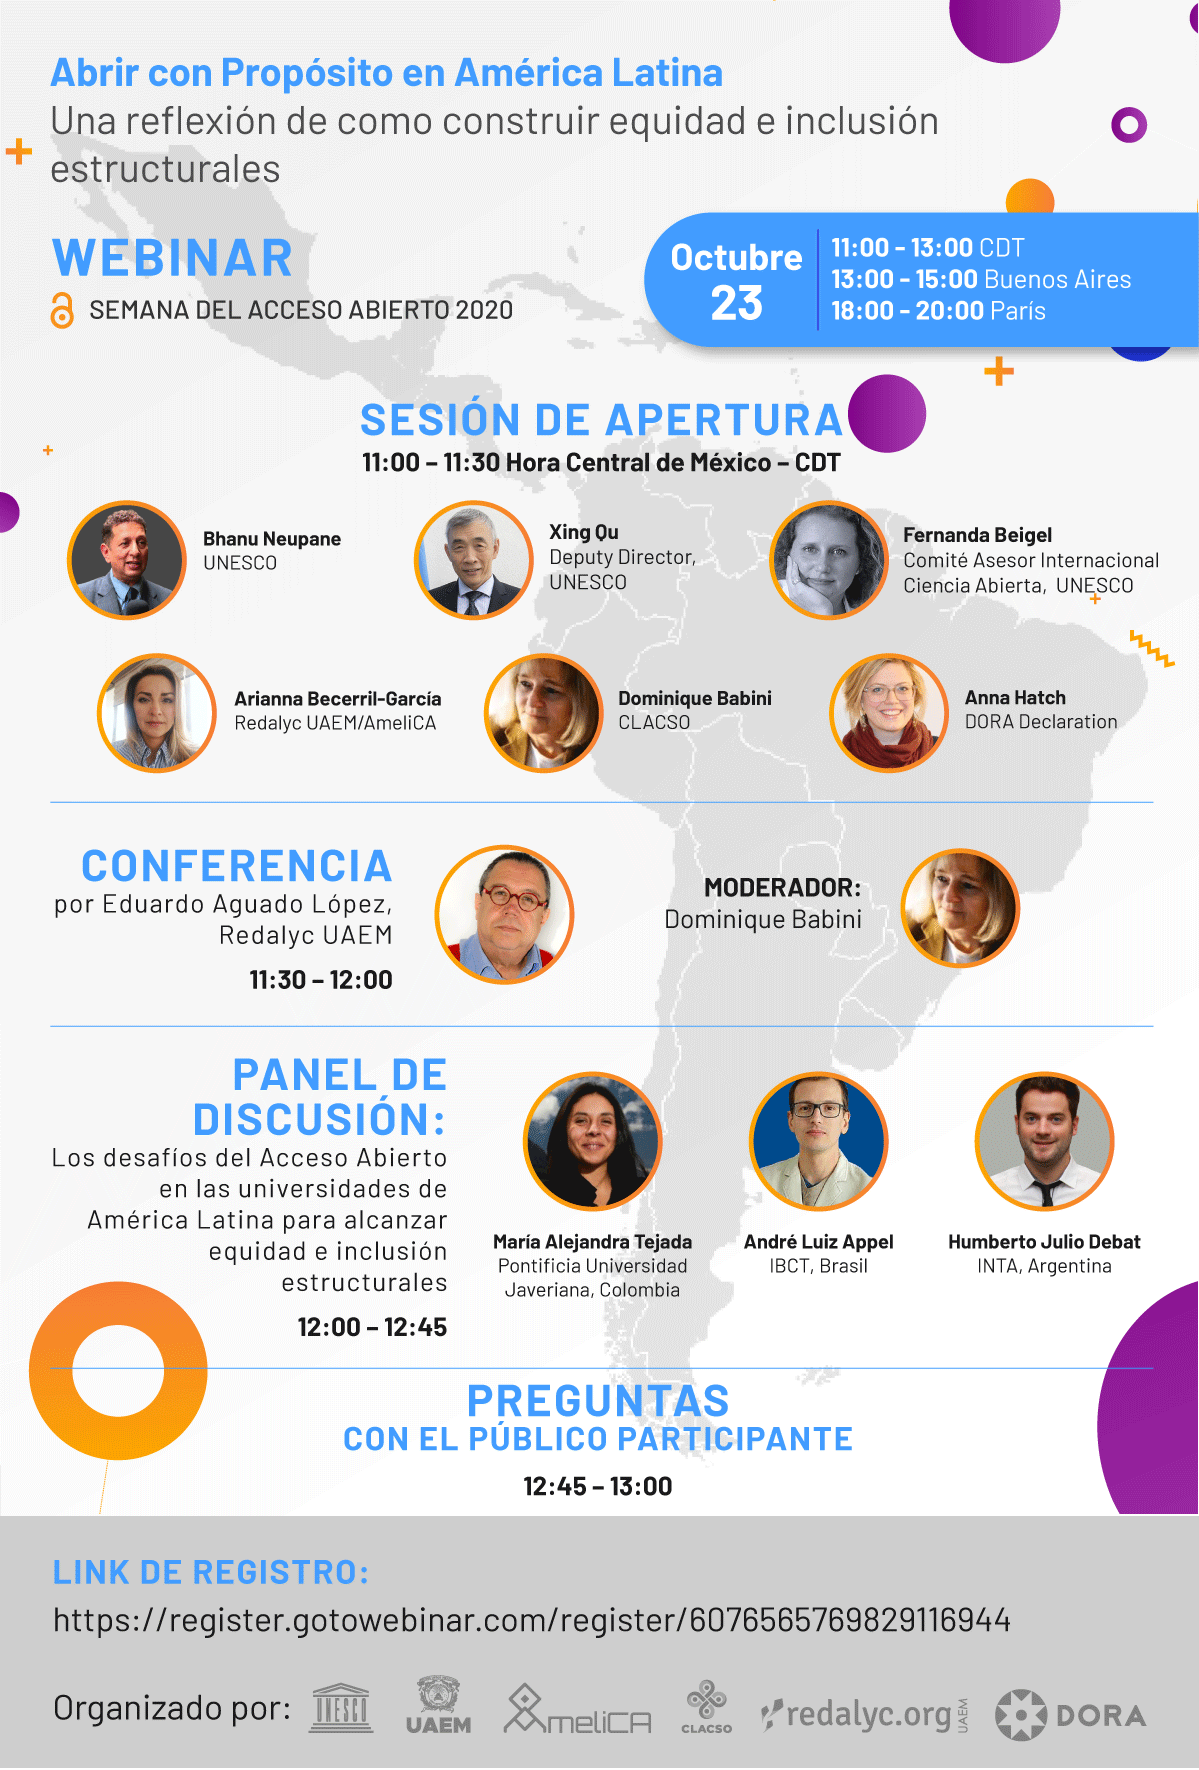 Abrir con Propósito en América Latina
Una reflexión de como construir equidad e inclusión
estructurales
WEBINAR
SEMANA DEL ACCESO ABIERTO 2020
Octubre
23
11:00 - 13:00 CDT
13:00 - 15:00 Buenos Aires
18:00 - 20:00 París
SESIÓN DE APERTURA
11:00 – 11:30 Hora Central de México – CDT
Bhanu Neupane
UNESCO
Xing Qu
Deputy Director,
UNESCO
Fernanda Beigel
Comité Asesor Internacional
Ciencia Abierta, UNESCO
Arianna Becerril-García
Redalyc UAEM/AmeliCA
Dominique Babini
CLACSO
Anna Hatch
DORA Declaration
CONFERENCIA
por Eduardo Aguado López,
Redalyc UAEM
11:30 – 12:00
MODERADOR:
Dominique Babini
PANEL DE
DISCUSIÓN:
Los desafíos del Acceso Abierto
en las universidades de
América Latina para alcanzar
equidad e inclusión
estructurales
12:00 – 12:45
María Alejandra Tejada
Pontificia Universidad
Javeriana, Colombia
André Luiz Appel
IBCT, Brasil
Humberto Julio Debat
INTA, Argentina
PREGUNTAS
CON EL PÚBLICO PARTICIPANTE
12:45 – 13:00
LINK DE REGISTRO:
https://register.gotowebinar.com/register/6076565769829116944
Organizado por:
UNESCO
UAEM
AmeliCA
CLACSO
redalyc.org
UAEM
DORA